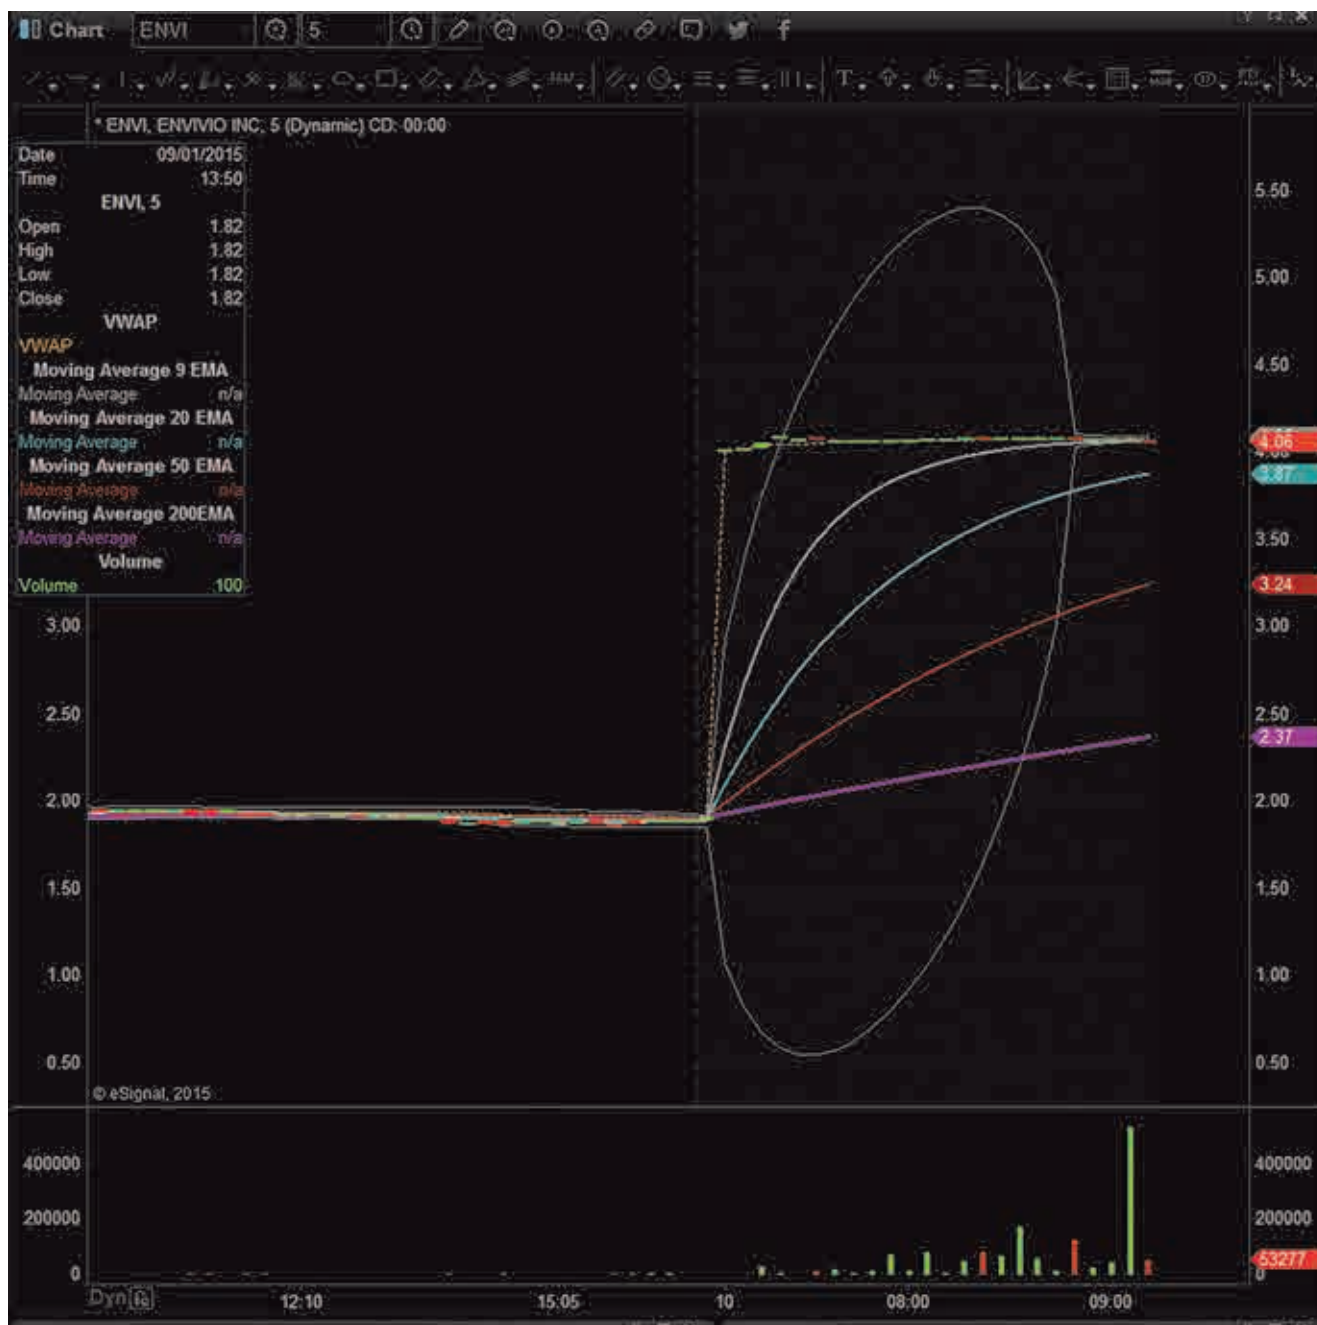 Chart ENVI 5
* ENVI, ENVIVIO INC, 5 (Dynamic) CD: 00:00
Date 09/01/2015
Time 13:50
ENVI, 5
Open 1.82
High 1.82
Low 1.82
Close 1.82
VWAP
VWAP
Moving Average 9 EMA
Moving Average n/a
Moving Average 20 EMA
Moving Average n/a
Moving Average 50 EMA
Moving Average n/a
Moving Average 200EMA
Moving Average n/a
Volume
Volume 100
3.00
2.50
2.00
1.50
1.00
0.50
5.50
5.00
4.50
4.06
3.87
3.50
3.24
3.00
2.50
2.37
2.00
1.50
1.00
0.50
© eSignal, 2015
400000
200000
0
400000
200000
53277
0
Dyn 12:10 15:05 10 08:00 09:00